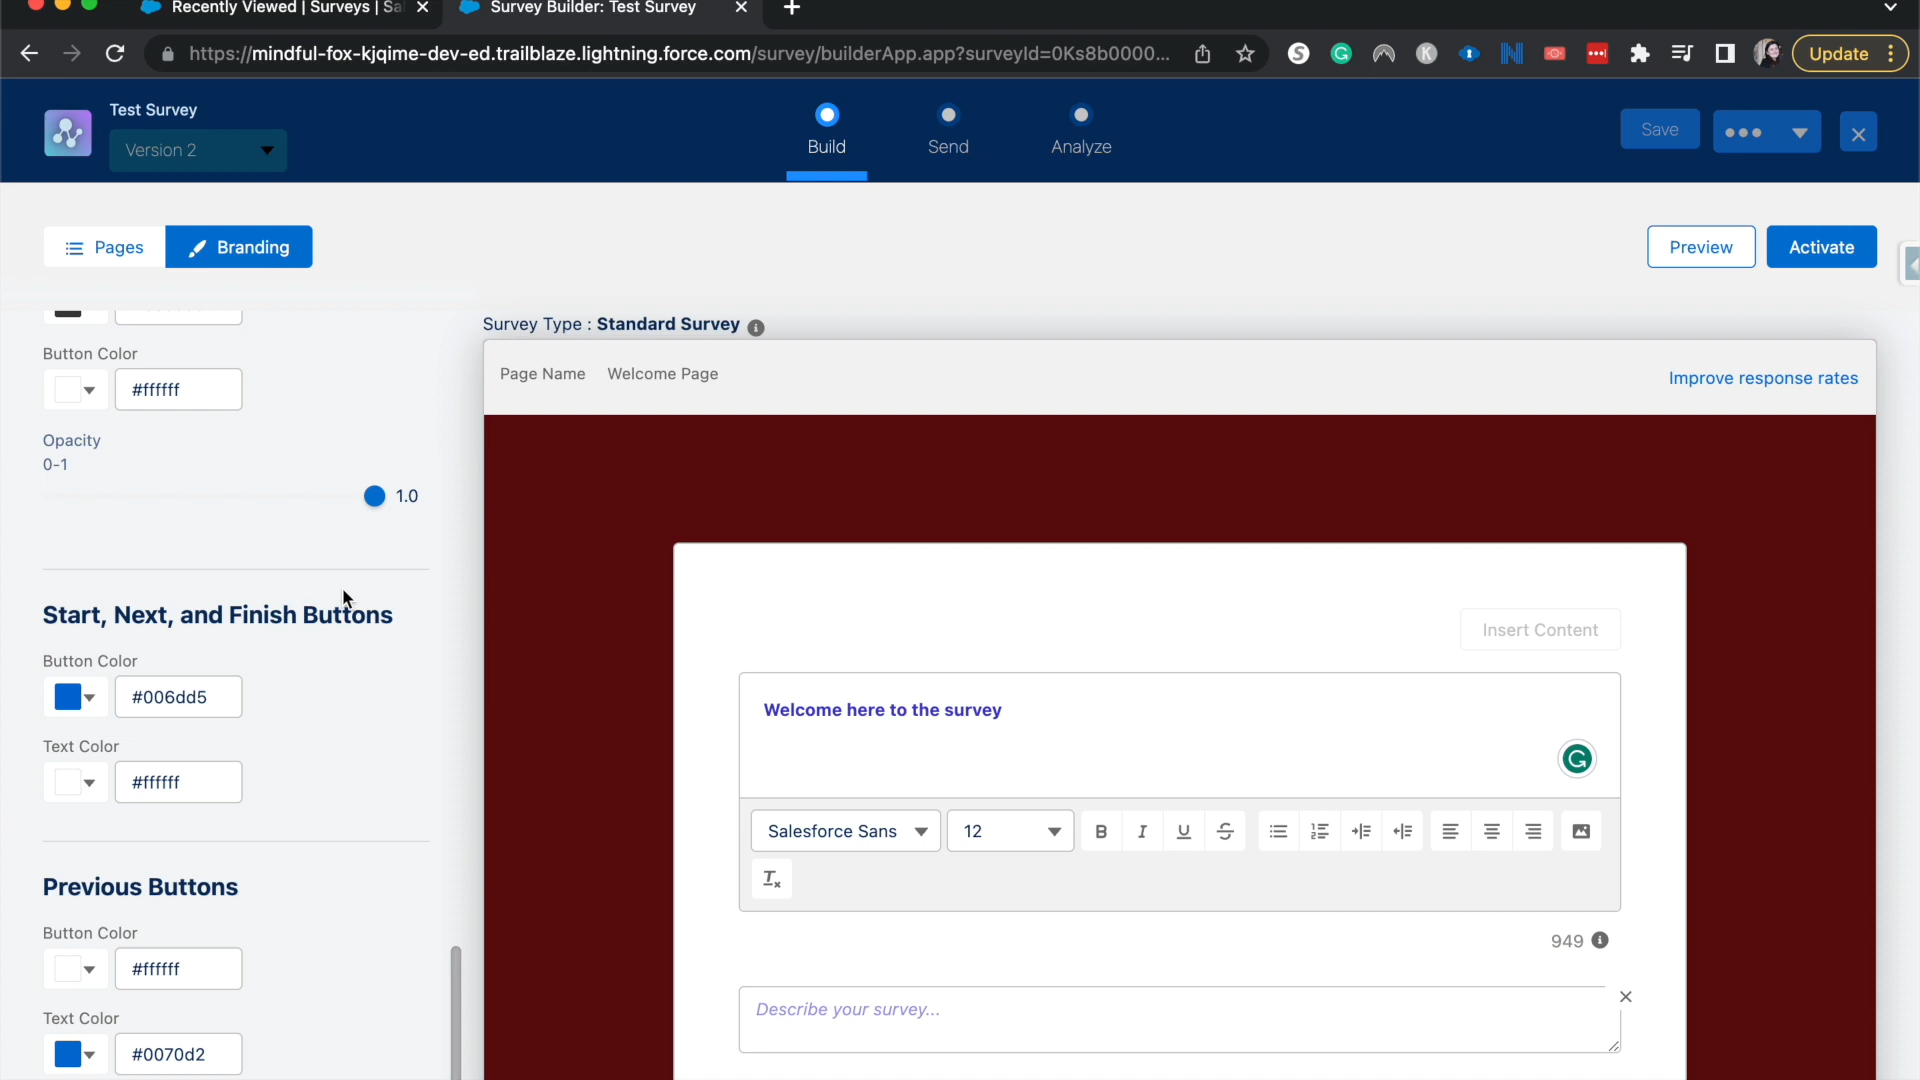 Recently Viewed | Surveys | Sa
Survey Builder: Test Survey
https://mindful-fox-kjqime-dev-ed.trailblaze.lightning.force.com/survey/builderApp.app?surveyId=0Ks8b0000...
Update
Test Survey
Version 2
Build
Send
Analyze
Save
Pages
Branding
Preview
Activate
Survey Type : Standard Survey
Button Color
#ffffff
Page Name Welcome Page
Improve response rates
Opacity
0-1
1.0
Start, Next, and Finish Buttons
Button Color
#006dd5
Text Color
#ffffff
Previous Buttons
Button Color
#ffffff
Text Color
#0070d2
Insert Content
Welcome here to the survey
Salesforce Sans
12
949
Describe your survey...